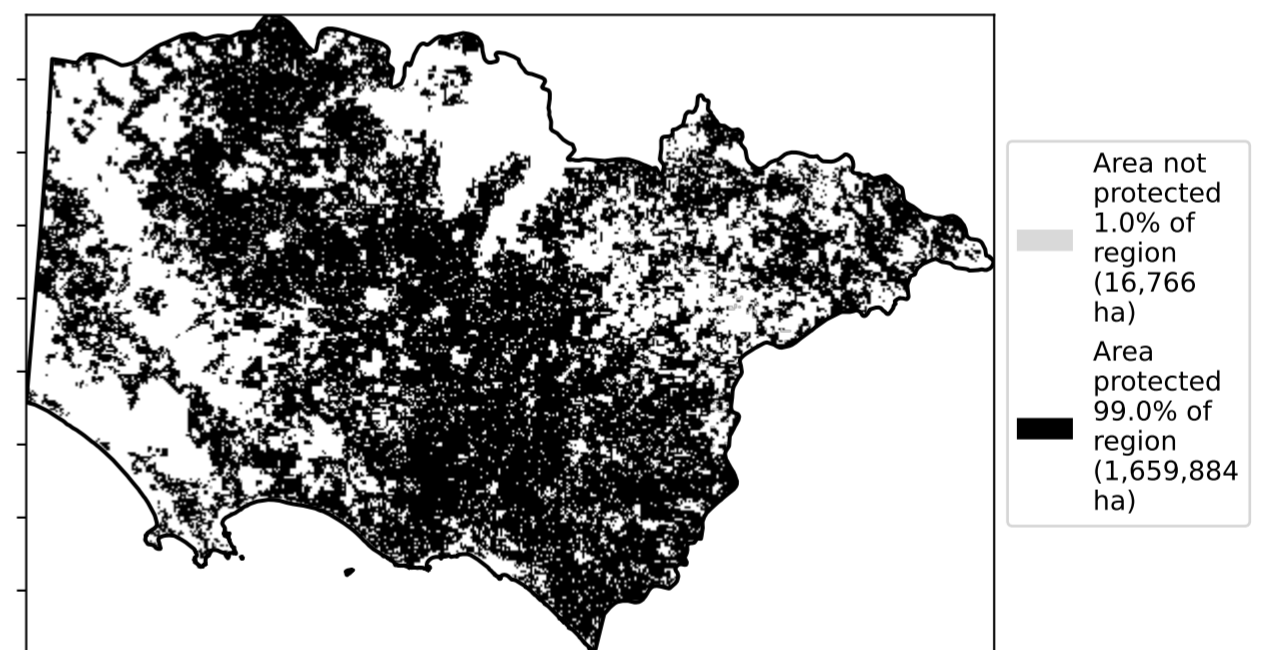 Area not
protected
1.0% of
region
(16,766
ha)
Area
protected
99.0% of
region
(1,659,884
ha)